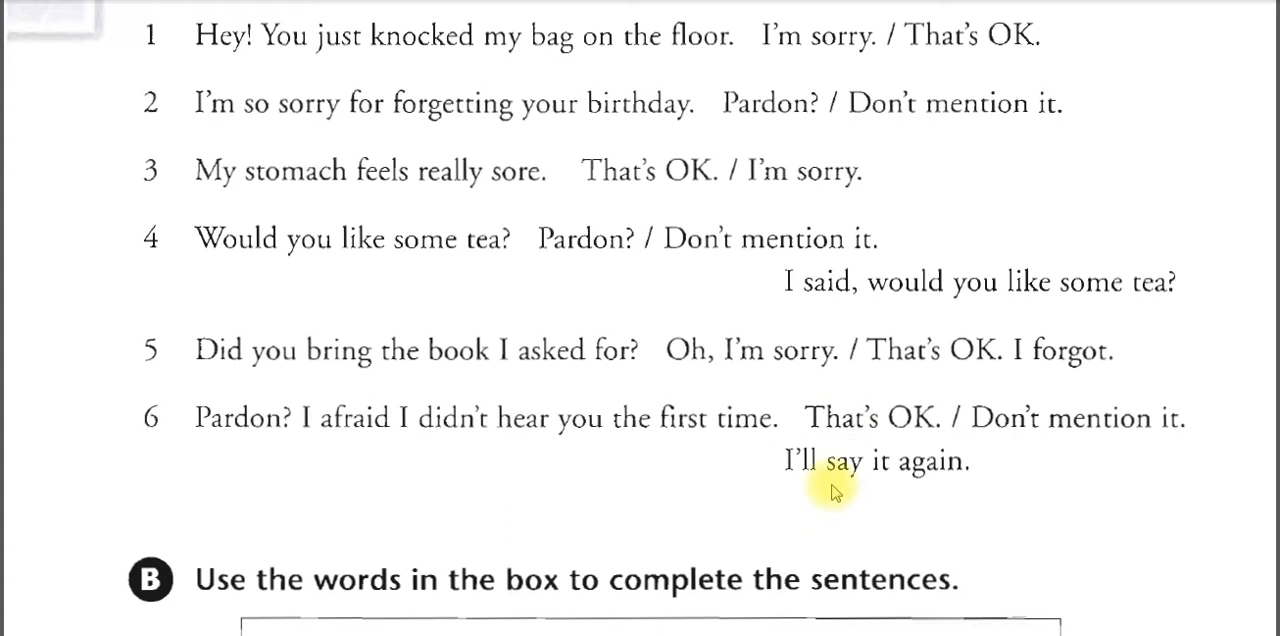 1 Hey! You just knocked my bag on the floor. I'm sorry. / That's OK.
2 I'm so sorry for forgetting your birthday. Pardon? / Don't mention it.
3 My stomach feels really sore. That's OK. / I'm sorry.
4 Would you like some tea? Pardon? / Don't mention it.
I said, would you like some tea?
5 Did you bring the book I asked for? Oh, I'm sorry. / That's OK. I forgot.
6 Pardon? I afraid I didn't hear you the first time. That's OK. / Don't mention it.
I'll say it again.
B Use the words in the box to complete the sentences.